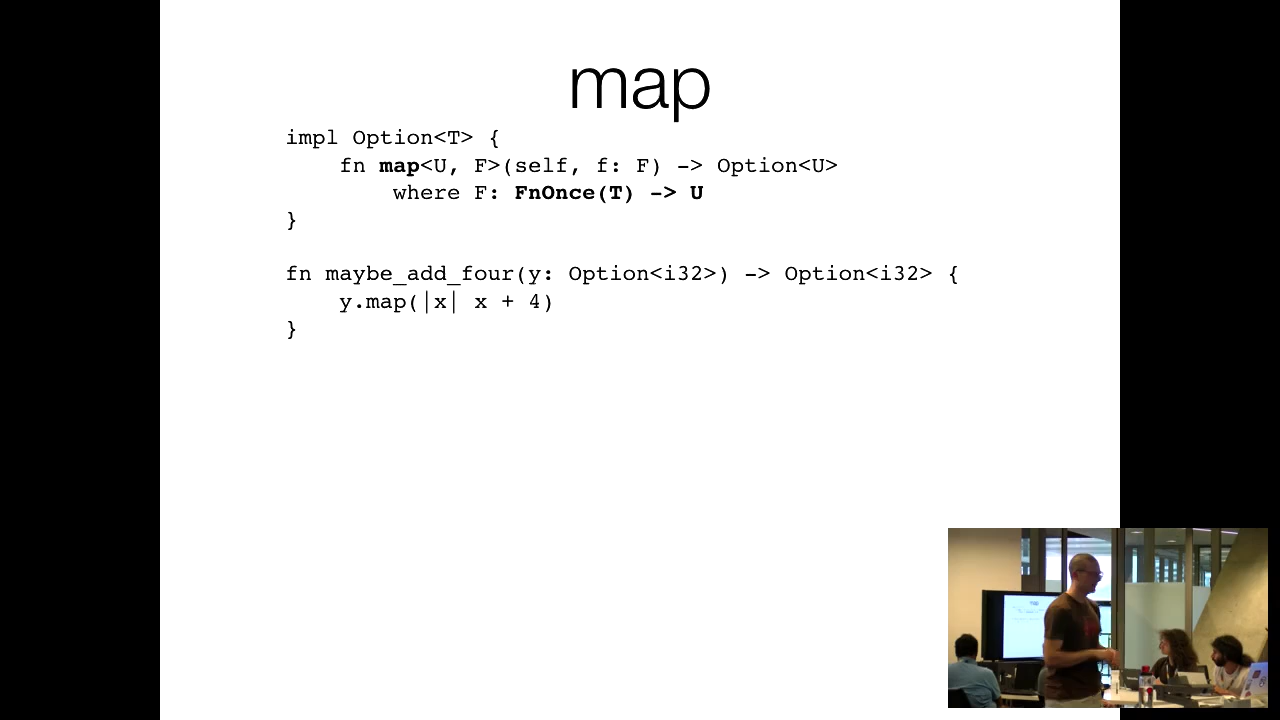 map
impl Option<T> {
    fn map<U, F>(self, f: F) -> Option<U>
        where F: FnOnce(T) -> U
}
fn maybe_add_four(y: Option<i32>) -> Option<i32> {
    y.map(|x| x + 4)
}